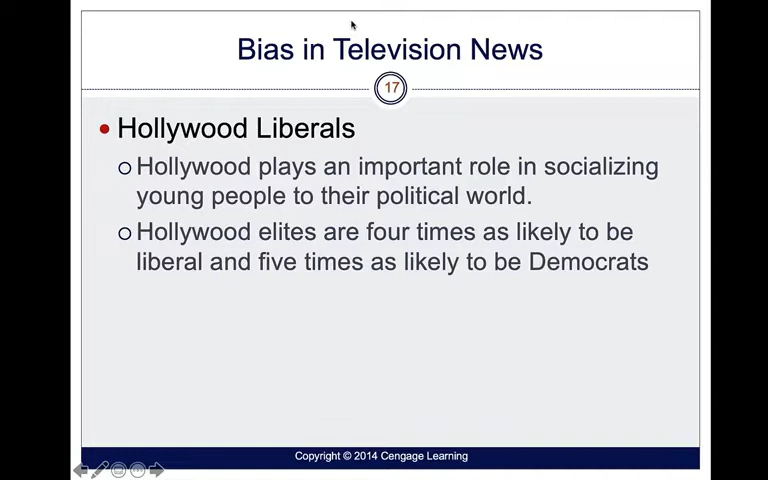 Bias in Television News
17
Hollywood Liberals
Hollywood plays an important role in socializing
young people to their political world.
Hollywood elites are four times as likely to be
liberal and five times as likely to be Democrats
Copyright © 2014 Cengage Learning